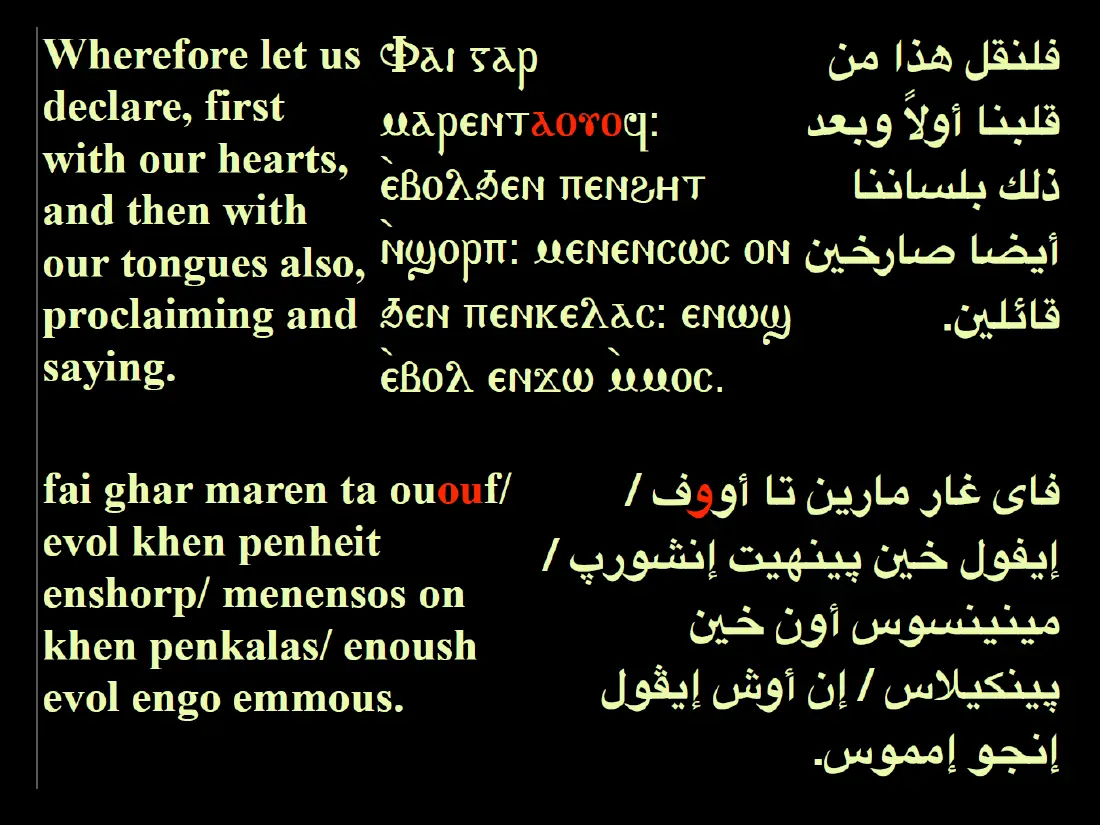 Wherefore let us
declare, first
with our hearts,
and then with
our tongues also,
proclaiming and
saying.
Ⲫⲁⲓ ⲅⲁⲣ
ⲙⲁⲣⲉⲛⲧⲁⲟⲩⲟϥ:
ⲉ̀ⲃⲟⲗϧⲉⲛ ⲡⲉⲛϩⲏⲧ
ⲛ̀ϣⲟⲣⲡ: ⲙⲉⲛⲉⲛⲥⲱⲥ ⲟⲛ
ϧⲉⲛ ⲡⲉⲛⲕⲉⲗⲁⲥ: ⲉⲛⲱϣ
ⲉ̀ⲃⲟⲗ ⲉⲛϫⲱ ⲙ̀ⲙⲟⲥ.
فلنقل هذا من
قلبنا أولاً وبعد
ذلك بلساننا
أيضا صارخين
قائلين.
fai ghar maren ta ououf/
evol khen penheit
enshorp/ menensos on
khen penkalas/ enoush
evol engo emmous.
فاى غار مارين تا أووف /
إيفول خين پينهيت إنشورپ /
مينينسوس أون خين
پينكيلاس / إن أوش إيڤول
إنجو إمموس.